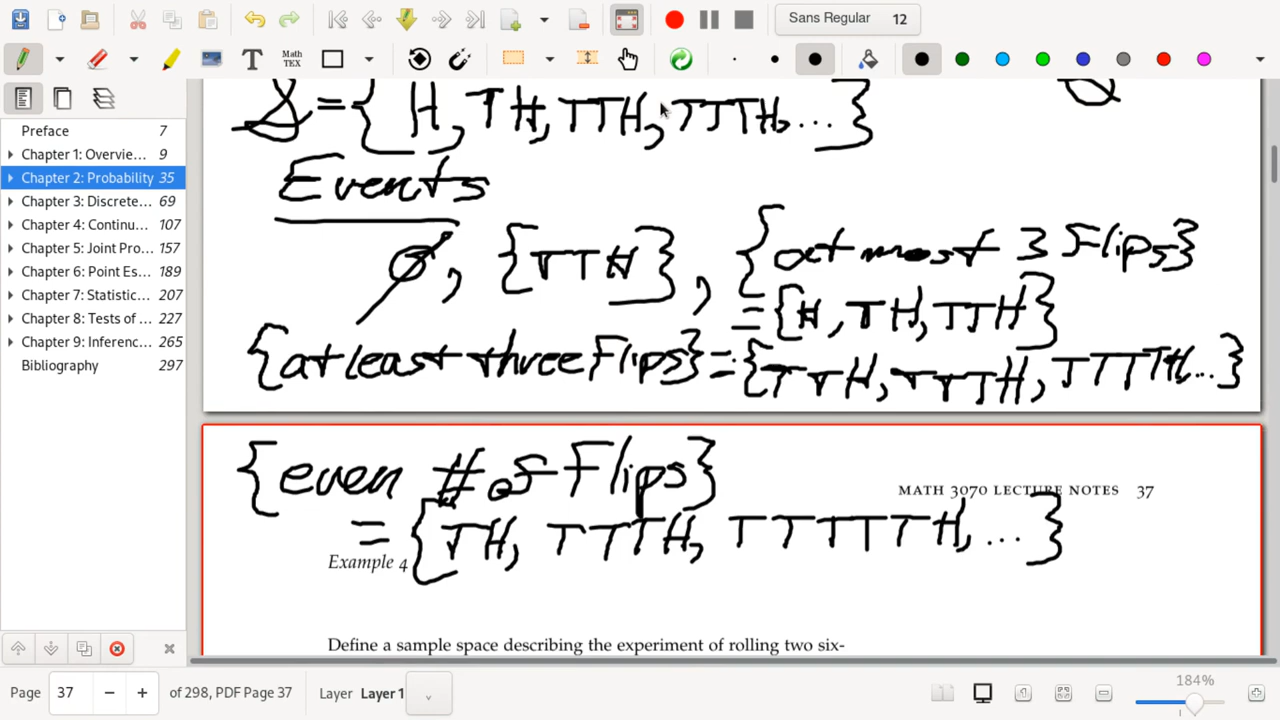 Sans Regular 12
T Math TEX
𝒮 = {H, TH, TTH, TTTH, ...}
Preface 7
Chapter 1: Overvie... 9
Chapter 2: Probability 35
Chapter 3: Discrete... 69
Chapter 4: Continu... 107
Chapter 5: Joint Pro... 157
Chapter 6: Point Es... 189
Chapter 7: Statistic... 207
Chapter 8: Tests of ... 227
Chapter 9: Inferenc... 265
Bibliography 297
Events
∅, {TTH}, {at most 3 flips}
= {H, TH, TTH}
{at least three flips} = {TTH, TTTH, TTTTH, ...}
{even # of flips}
MATH 3070 LECTURE NOTES 37
= {TH, TTTH, TTTTTH, ...}
Example 4
Define a sample space describing the experiment of rolling two six-
Page 37 of 298, PDF Page 37 Layer Layer 1 184%